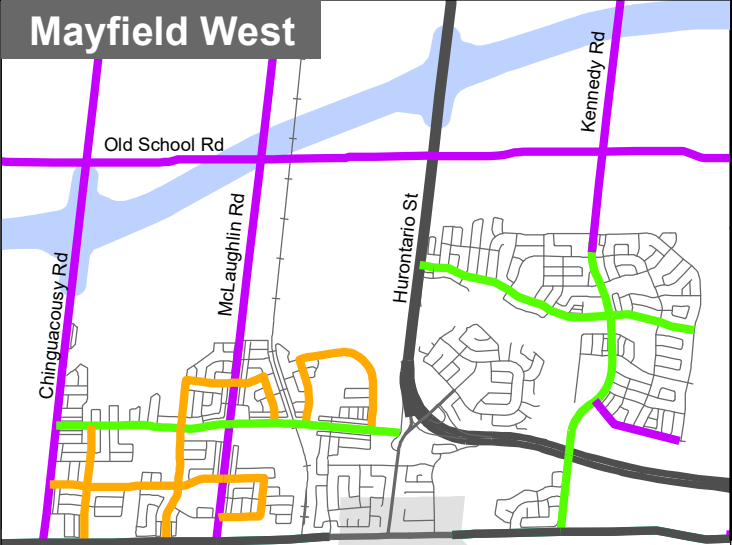 Mayfield West
Kennedy Rd
Old School Rd
McLaughlin Rd
Hurontario St
Chinguacousy Rd